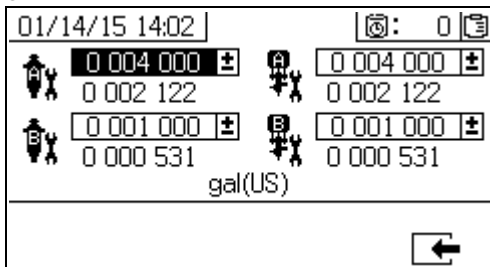 01/14/15 14:02 : 0
A 0 004 000 ± A 0 004 000 ±
0 002 122 0 002 122
B 0 001 000 ± B 0 001 000 ±
0 000 531 0 000 531
gal(US)